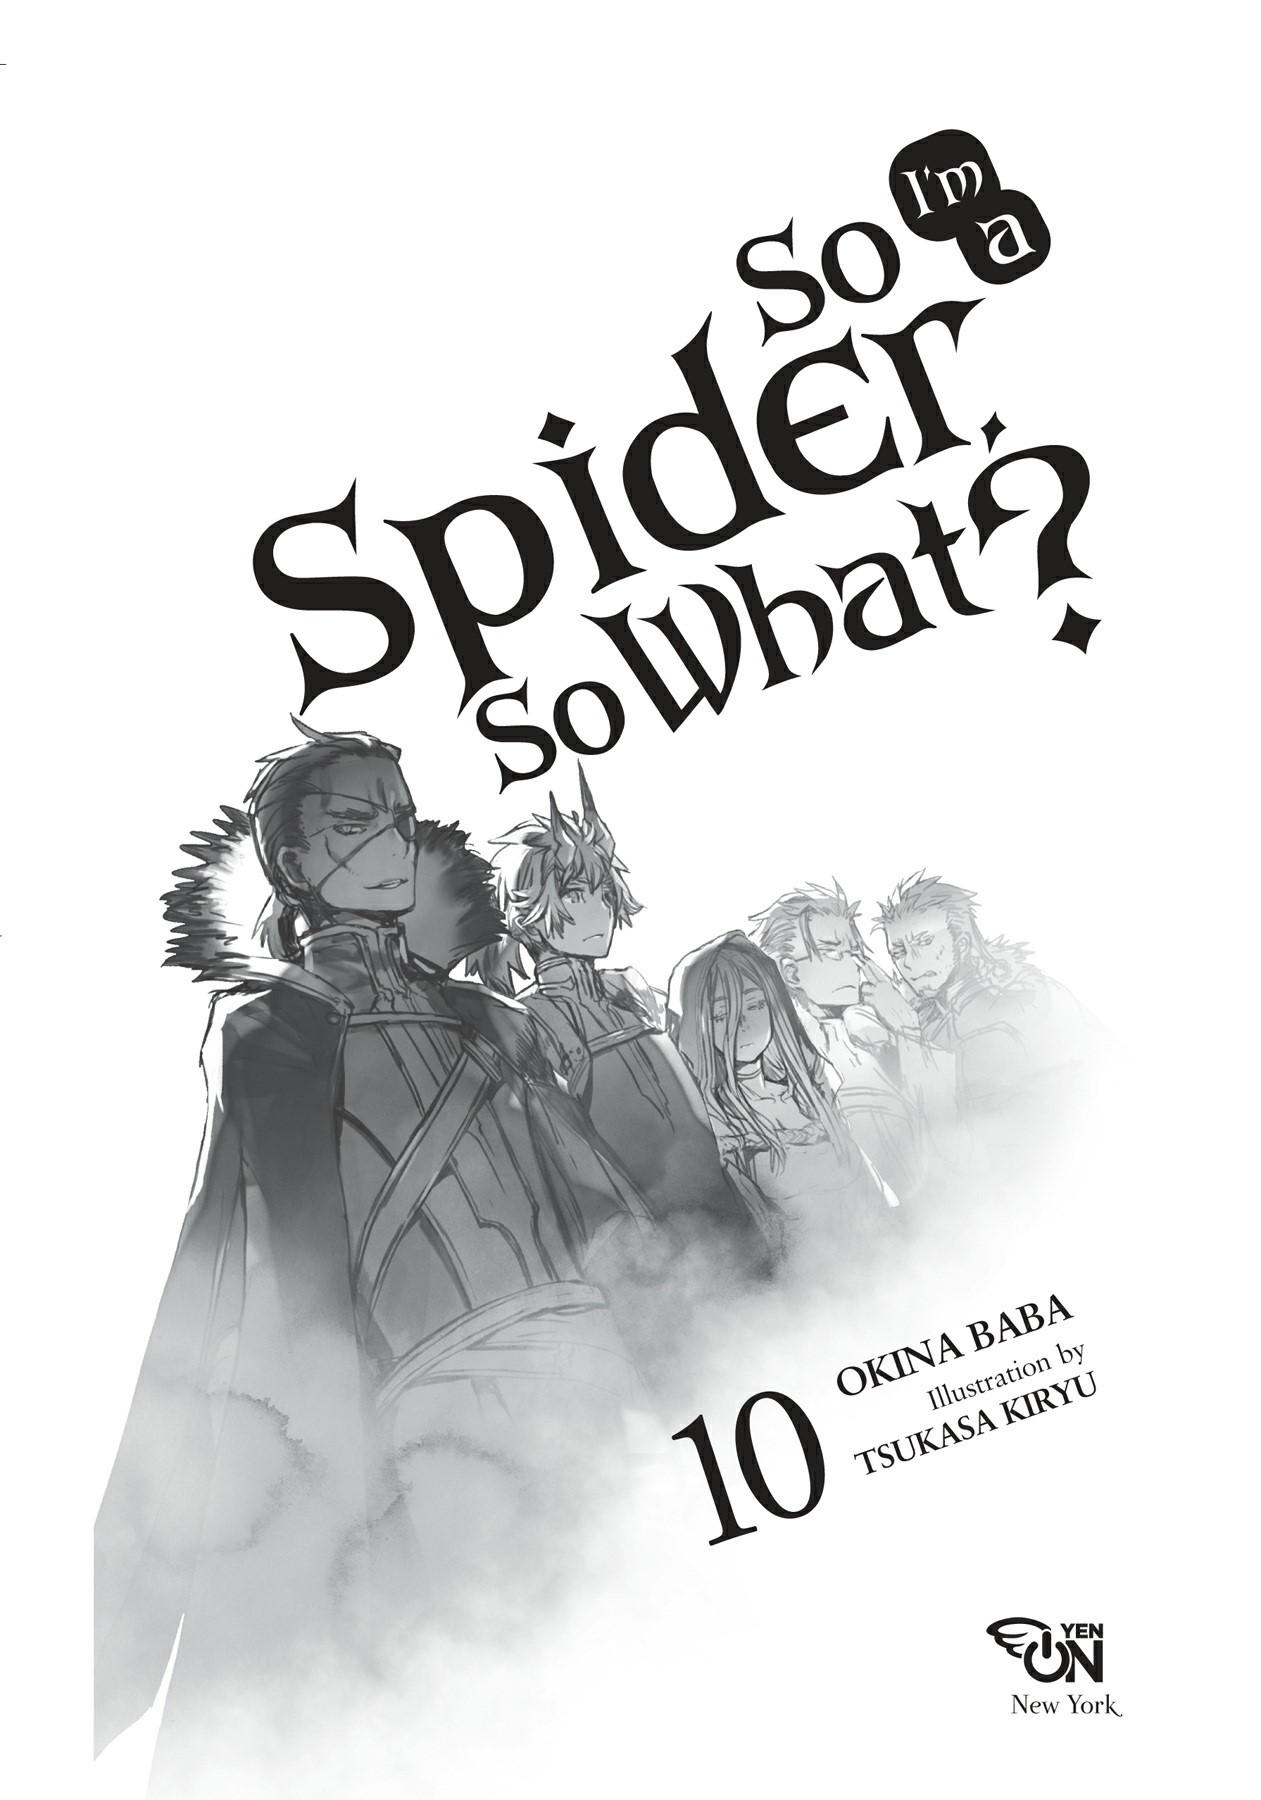 So I'm a
Spider,
So What?
10
OKINA BABA
Illustration by
TSUKASA KIRYU
YEN
ON
New York